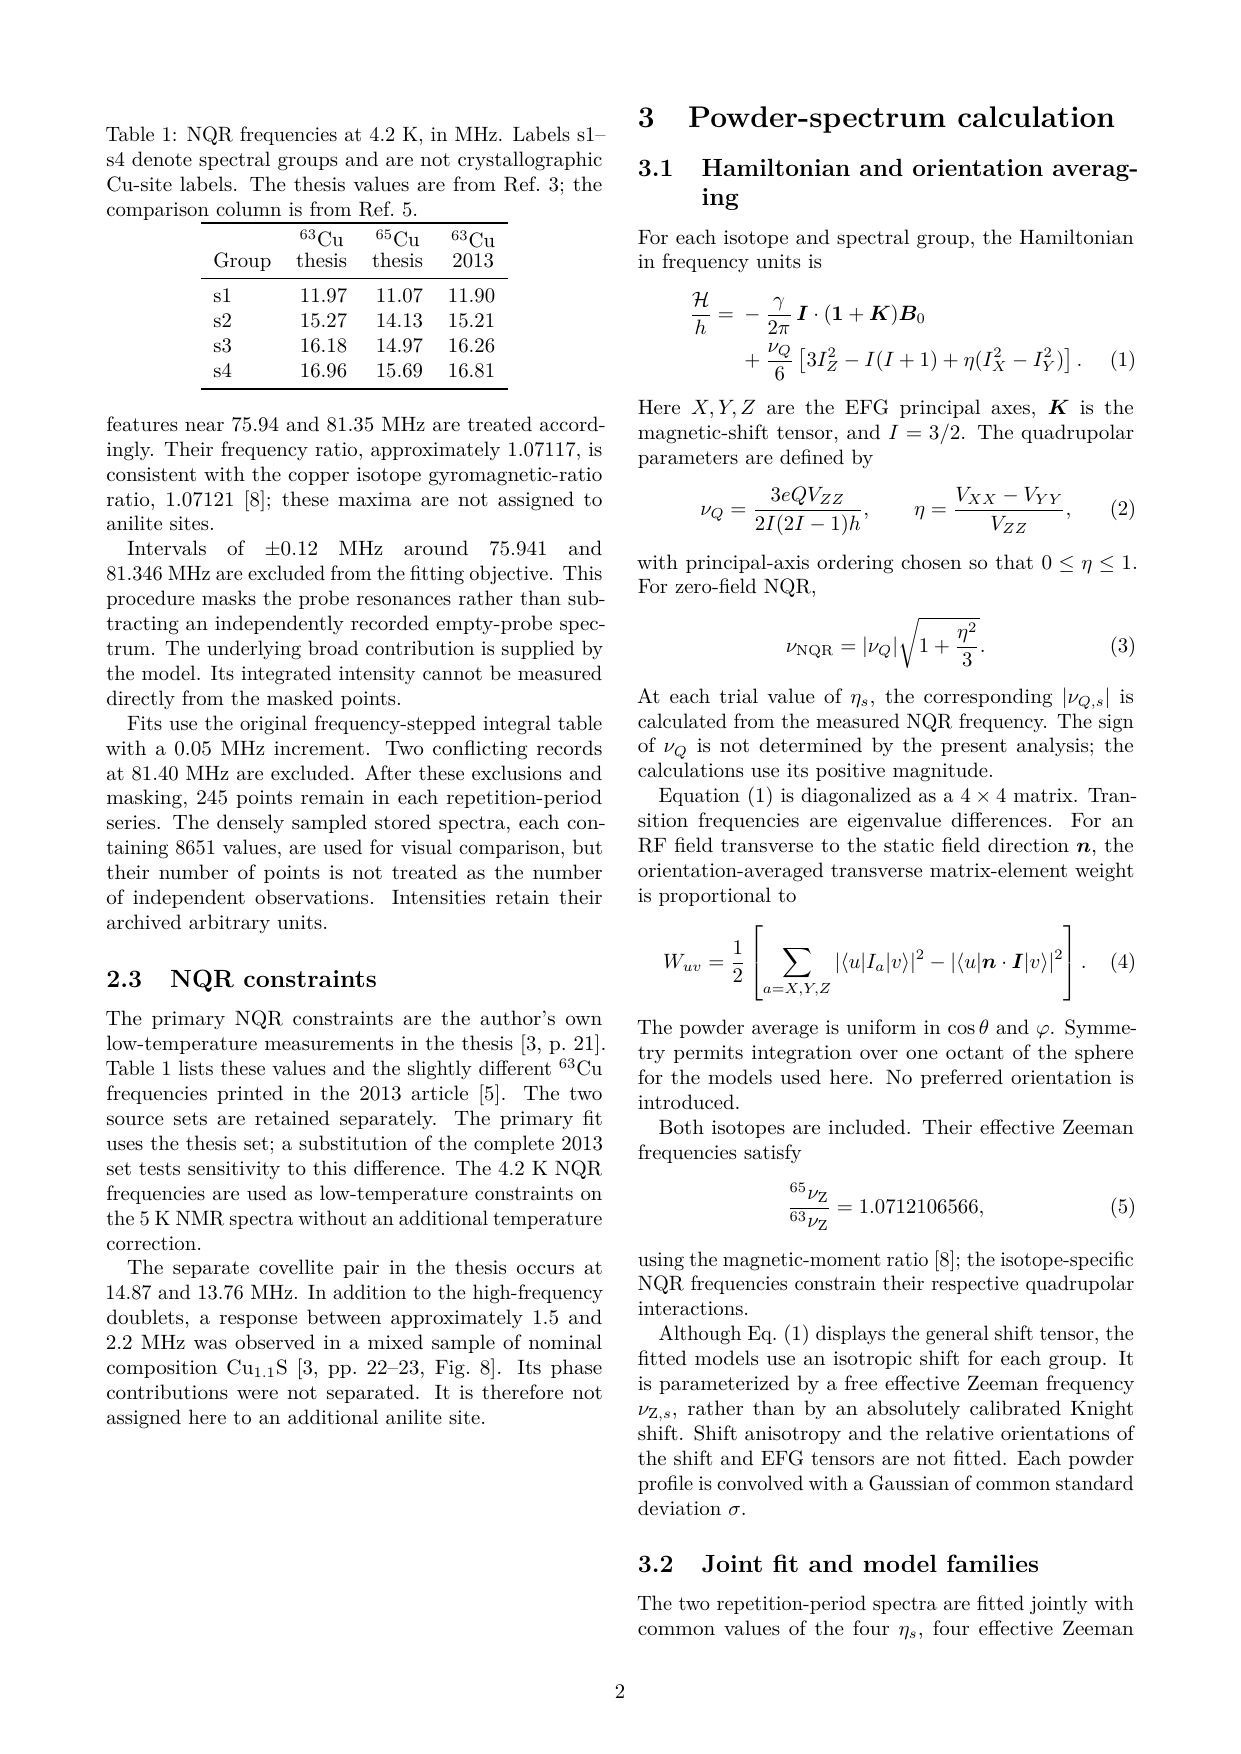 Table 1: NQR frequencies at 4.2 K, in MHz. Labels s1–
s4 denote spectral groups and are not crystallographic
Cu-site labels. The thesis values are from Ref. 3; the
comparison column is from Ref. 5.
⁶³Cu ⁶⁵Cu ⁶³Cu
Group thesis thesis 2013
s1 11.97 11.07 11.90
s2 15.27 14.13 15.21
s3 16.18 14.97 16.26
s4 16.96 15.69 16.81
features near 75.94 and 81.35 MHz are treated accord-
ingly. Their frequency ratio, approximately 1.07117, is
consistent with the copper isotope gyromagnetic-ratio
ratio, 1.07121 [8]; these maxima are not assigned to
anilite sites.
Intervals of ±0.12 MHz around 75.941 and
81.346 MHz are excluded from the fitting objective. This
procedure masks the probe resonances rather than sub-
tracting an independently recorded empty-probe spec-
trum. The underlying broad contribution is supplied by
the model. Its integrated intensity cannot be measured
directly from the masked points.
Fits use the original frequency-stepped integral table
with a 0.05 MHz increment. Two conflicting records
at 81.40 MHz are excluded. After these exclusions and
masking, 245 points remain in each repetition-period
series. The densely sampled stored spectra, each con-
taining 8651 values, are used for visual comparison, but
their number of points is not treated as the number
of independent observations. Intensities retain their
archived arbitrary units.
2.3 NQR constraints
The primary NQR constraints are the author's own
low-temperature measurements in the thesis [3, p. 21].
Table 1 lists these values and the slightly different ⁶³Cu
frequencies printed in the 2013 article [5]. The two
source sets are retained separately. The primary fit
uses the thesis set; a substitution of the complete 2013
set tests sensitivity to this difference. The 4.2 K NQR
frequencies are used as low-temperature constraints on
the 5 K NMR spectra without an additional temperature
correction.
The separate covellite pair in the thesis occurs at
14.87 and 13.76 MHz. In addition to the high-frequency
doublets, a response between approximately 1.5 and
2.2 MHz was observed in a mixed sample of nominal
composition Cu₁.₁S [3, pp. 22–23, Fig. 8]. Its phase
contributions were not separated. It is therefore not
assigned here to an additional anilite site.
3 Powder-spectrum calculation
3.1 Hamiltonian and orientation averag-
ing
For each isotope and spectral group, the Hamiltonian
in frequency units is
ℋ/h = − γ/2π I · (1 + K)B₀
+ ν_Q/6 [3I_Z² − I(I + 1) + η(I_X² − I_Y²)] . (1)
Here X, Y, Z are the EFG principal axes, K is the
magnetic-shift tensor, and I = 3/2. The quadrupolar
parameters are defined by
ν_Q = 3eQV_ZZ / 2I(2I − 1)h, η = V_XX − V_YY / V_ZZ, (2)
with principal-axis ordering chosen so that 0 ≤ η ≤ 1.
For zero-field NQR,
ν_NQR = |ν_Q| √(1 + η²/3). (3)
At each trial value of η_s, the corresponding |ν_Q,s| is
calculated from the measured NQR frequency. The sign
of ν_Q is not determined by the present analysis; the
calculations use its positive magnitude.
Equation (1) is diagonalized as a 4 × 4 matrix. Tran-
sition frequencies are eigenvalue differences. For an
RF field transverse to the static field direction n, the
orientation-averaged transverse matrix-element weight
is proportional to
W_uv = 1/2 [∑_{a=X,Y,Z} |⟨u|I_a|v⟩|² − |⟨u|n · I|v⟩|²] . (4)
The powder average is uniform in cos θ and φ. Symme-
try permits integration over one octant of the sphere
for the models used here. No preferred orientation is
introduced.
Both isotopes are included. Their effective Zeeman
frequencies satisfy
⁶⁵ν_Z / ⁶³ν_Z = 1.0712106566, (5)
using the magnetic-moment ratio [8]; the isotope-specific
NQR frequencies constrain their respective quadrupolar
interactions.
Although Eq. (1) displays the general shift tensor, the
fitted models use an isotropic shift for each group. It
is parameterized by a free effective Zeeman frequency
ν_Z,s, rather than by an absolutely calibrated Knight
shift. Shift anisotropy and the relative orientations of
the shift and EFG tensors are not fitted. Each powder
profile is convolved with a Gaussian of common standard
deviation σ.
3.2 Joint fit and model families
The two repetition-period spectra are fitted jointly with
common values of the four η_s, four effective Zeeman
2